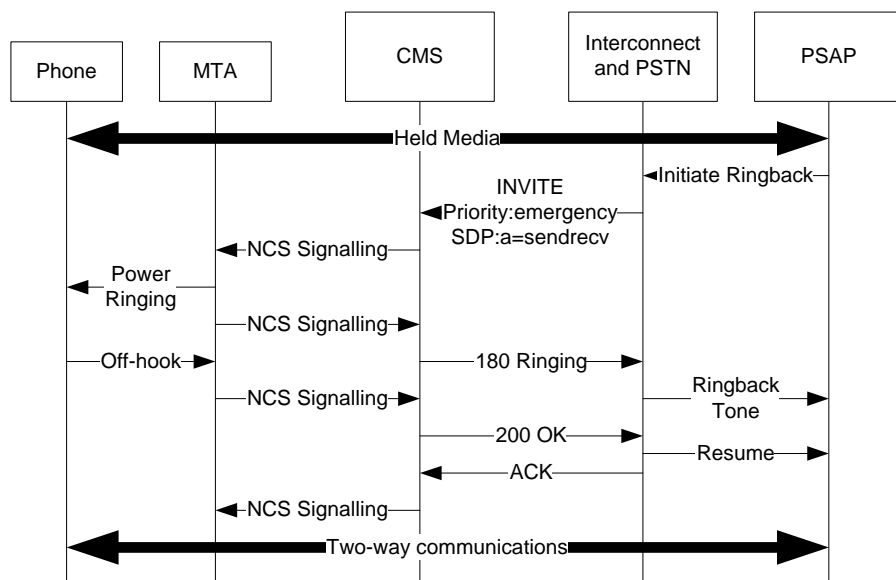 Phone
MTA
CMS
Interconnect
and PSTN
PSAP
Held Media
Initiate Ringback
INVITE
Priority:emergency
SDP:a=sendrecv
NCS Signalling
Power
Ringing
NCS Signalling
Off-hook
180 Ringing
NCS Signalling
Ringback
Tone
200 OK
Resume
ACK
NCS Signalling
Two-way communications